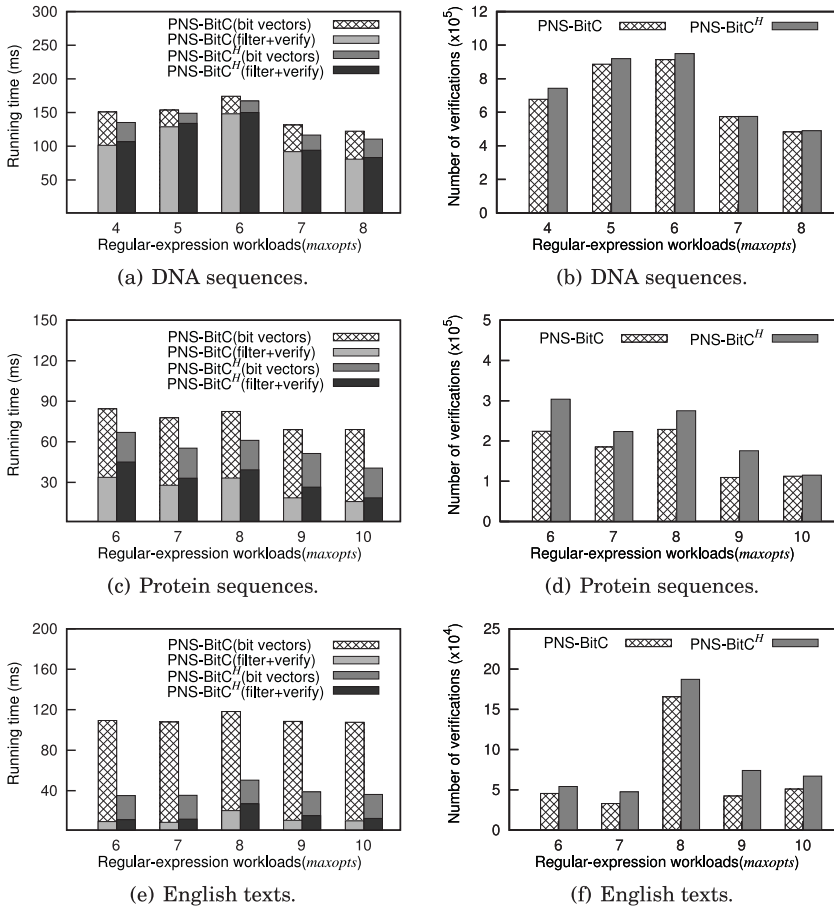 Running time (ms)
300
250
200
150
100
50
PNS-BitC(bit vectors)
PNS-BitC(filter+verify)
PNS-BitC^H(bit vectors)
PNS-BitC^H(filter+verify)
4 5 6 7 8
Regular-expression workloads(maxopts)
(a) DNA sequences.
Number of verifications (x10^5)
12
10
8
6
4
2
0
PNS-BitC
PNS-BitC^H
4 5 6 7 8
Regular-expression workloads(maxopts)
(b) DNA sequences.
Running time (ms)
150
120
90
60
30
PNS-BitC(bit vectors)
PNS-BitC(filter+verify)
PNS-BitC^H(bit vectors)
PNS-BitC^H(filter+verify)
6 7 8 9 10
Regular-expression workloads(maxopts)
(c) Protein sequences.
Number of verifications (x10^5)
5
4
3
2
1
0
PNS-BitC
PNS-BitC^H
6 7 8 9 10
Regular-expression workloads(maxopts)
(d) Protein sequences.
Running time (ms)
200
160
120
80
40
PNS-BitC(bit vectors)
PNS-BitC(filter+verify)
PNS-BitC^H(bit vectors)
PNS-BitC^H(filter+verify)
6 7 8 9 10
Regular-expression workloads(maxopts)
(e) English texts.
Number of verifications (x10^4)
25
20
15
10
5
0
PNS-BitC
PNS-BitC^H
6 7 8 9 10
Regular-expression workloads(maxopts)
(f) English texts.